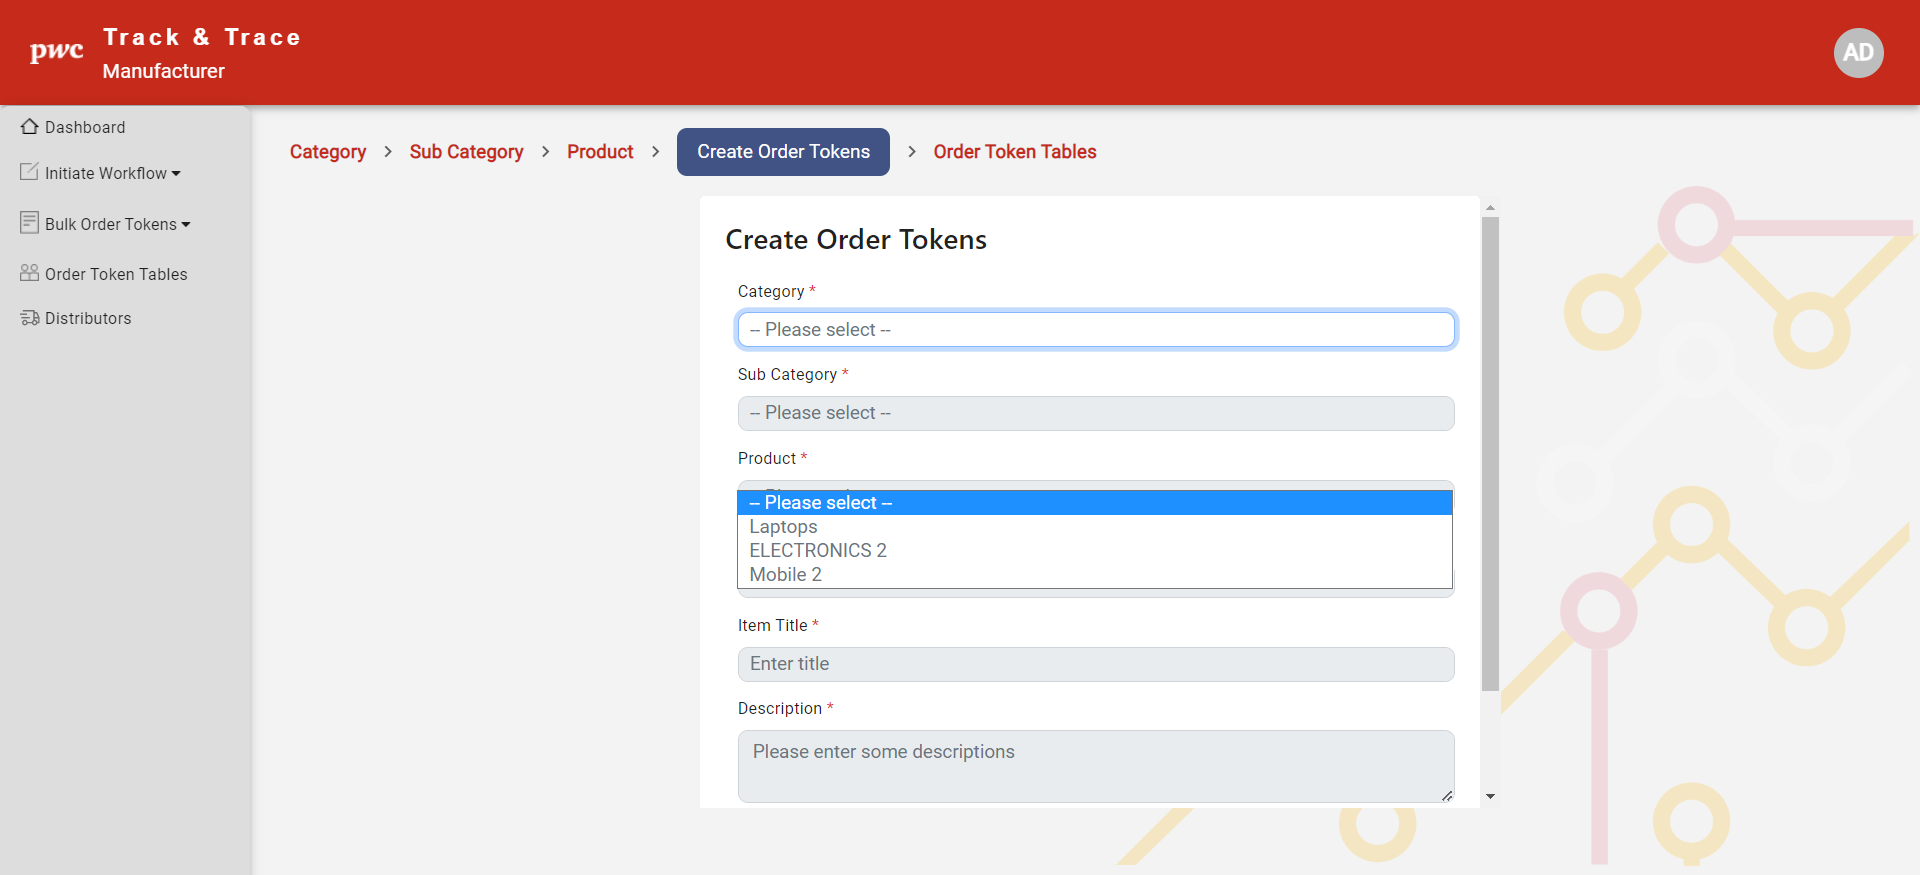 pwc
Track & Trace
Manufacturer
AD
Dashboard
Initiate Workflow
Bulk Order Tokens
Order Token Tables
Distributors
Category > Sub Category > Product > Create Order Tokens > Order Token Tables
Create Order Tokens
Category *
-- Please select --
Sub Category *
-- Please select --
Product *
-- Please select --
Laptops
ELECTRONICS 2
Mobile 2
Item Title *
Enter title
Description *
Please enter some descriptions